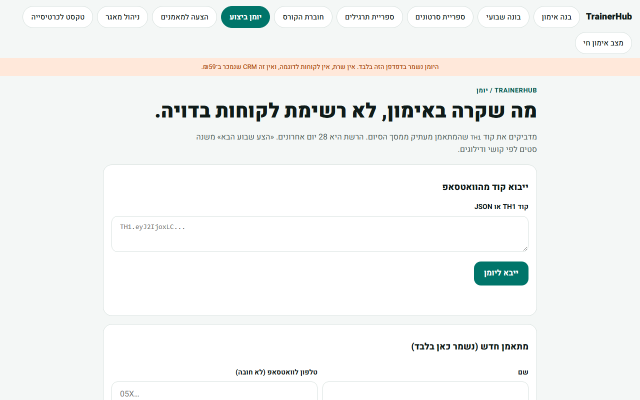 TrainerHub
בנה אימון
בונה שבועי
ספריית סרטונים
ספריית תרגילים
חוברת הקורס
יומן ביצוע
הצעה למאמנים
ניהול מאגר
טקסט לכרטיסייה
מצב אימון חי
היומן נשמר בדפדפן הזה בלבד. אין שרת, אין לקוחות לדוגמה, ואין זה CRM שנמכר ב־59₪.
TRAINERHUB / יומן
מה שקרה באימון, לא רשימת לקוחות בדויה.
מדביקים את קוד TH1 שהמתאמן מעתיק ממסך הסיום. הרשת היא 28 יום אחרונים. «הצע שבוע הבא» משנה
סטים לפי קושי ודילוגים.
ייבוא קוד מהוואטסאפ
קוד TH1 או JSON
TH1.eyJ2IjoxLC...
ייבא ליומן
מתאמן חדש (נשמר כאן בלבד)
שם
טלפון לוואטסאפ (לא חובה)
05X…